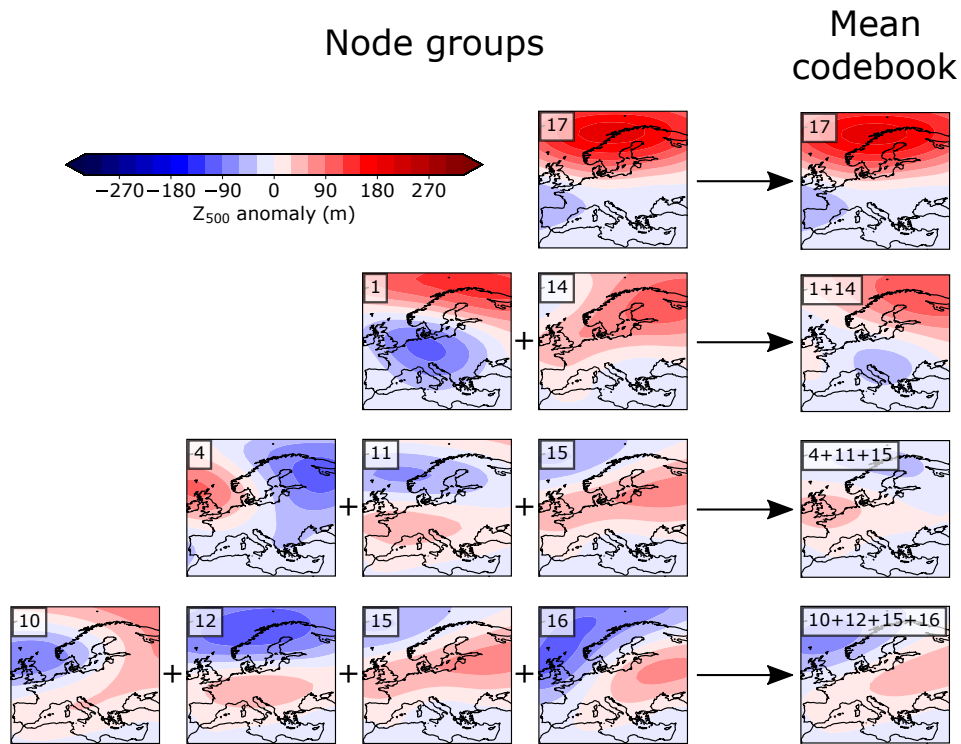 Node groups
Mean
codebook
17
17
−270 −180 −90 0 90 180 270
Z500 anomaly (m)
1 + 14
1+14
4 + 11 + 15
4+11+15
10 + 12 + 15 + 16
10+12+15+16